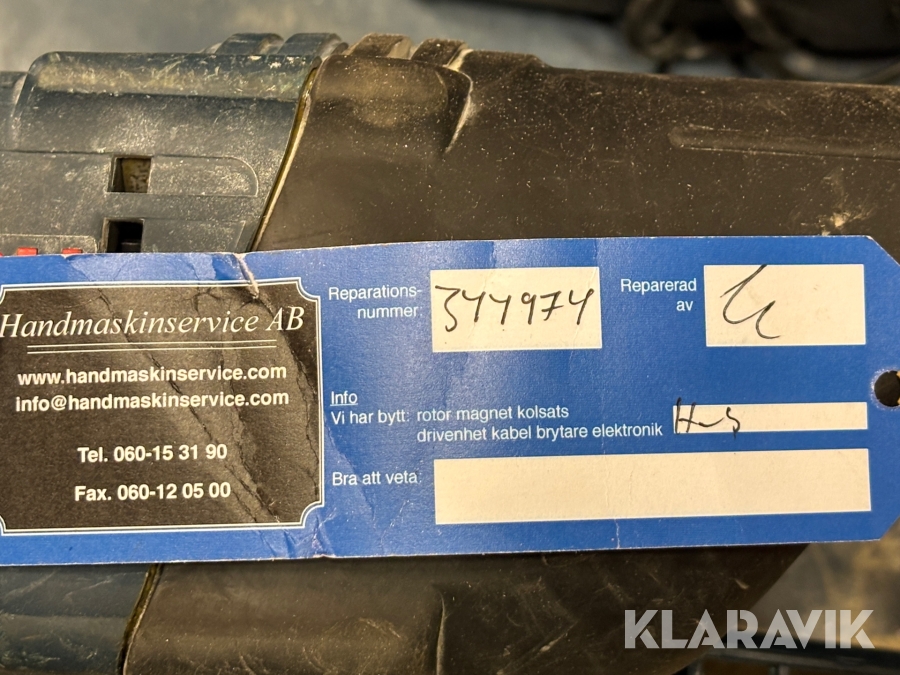 Handmaskinservice AB
www.handmaskinservice.com
info@handmaskinservice.com
Tel. 060-15 31 90
Fax. 060-12 05 00
Reparations-
nummer: 344974
Reparerad
av
Info
Vi har bytt: rotor magnet kolsats
drivenhet kabel brytare elektronik
Bra att veta:
KLARAVIK